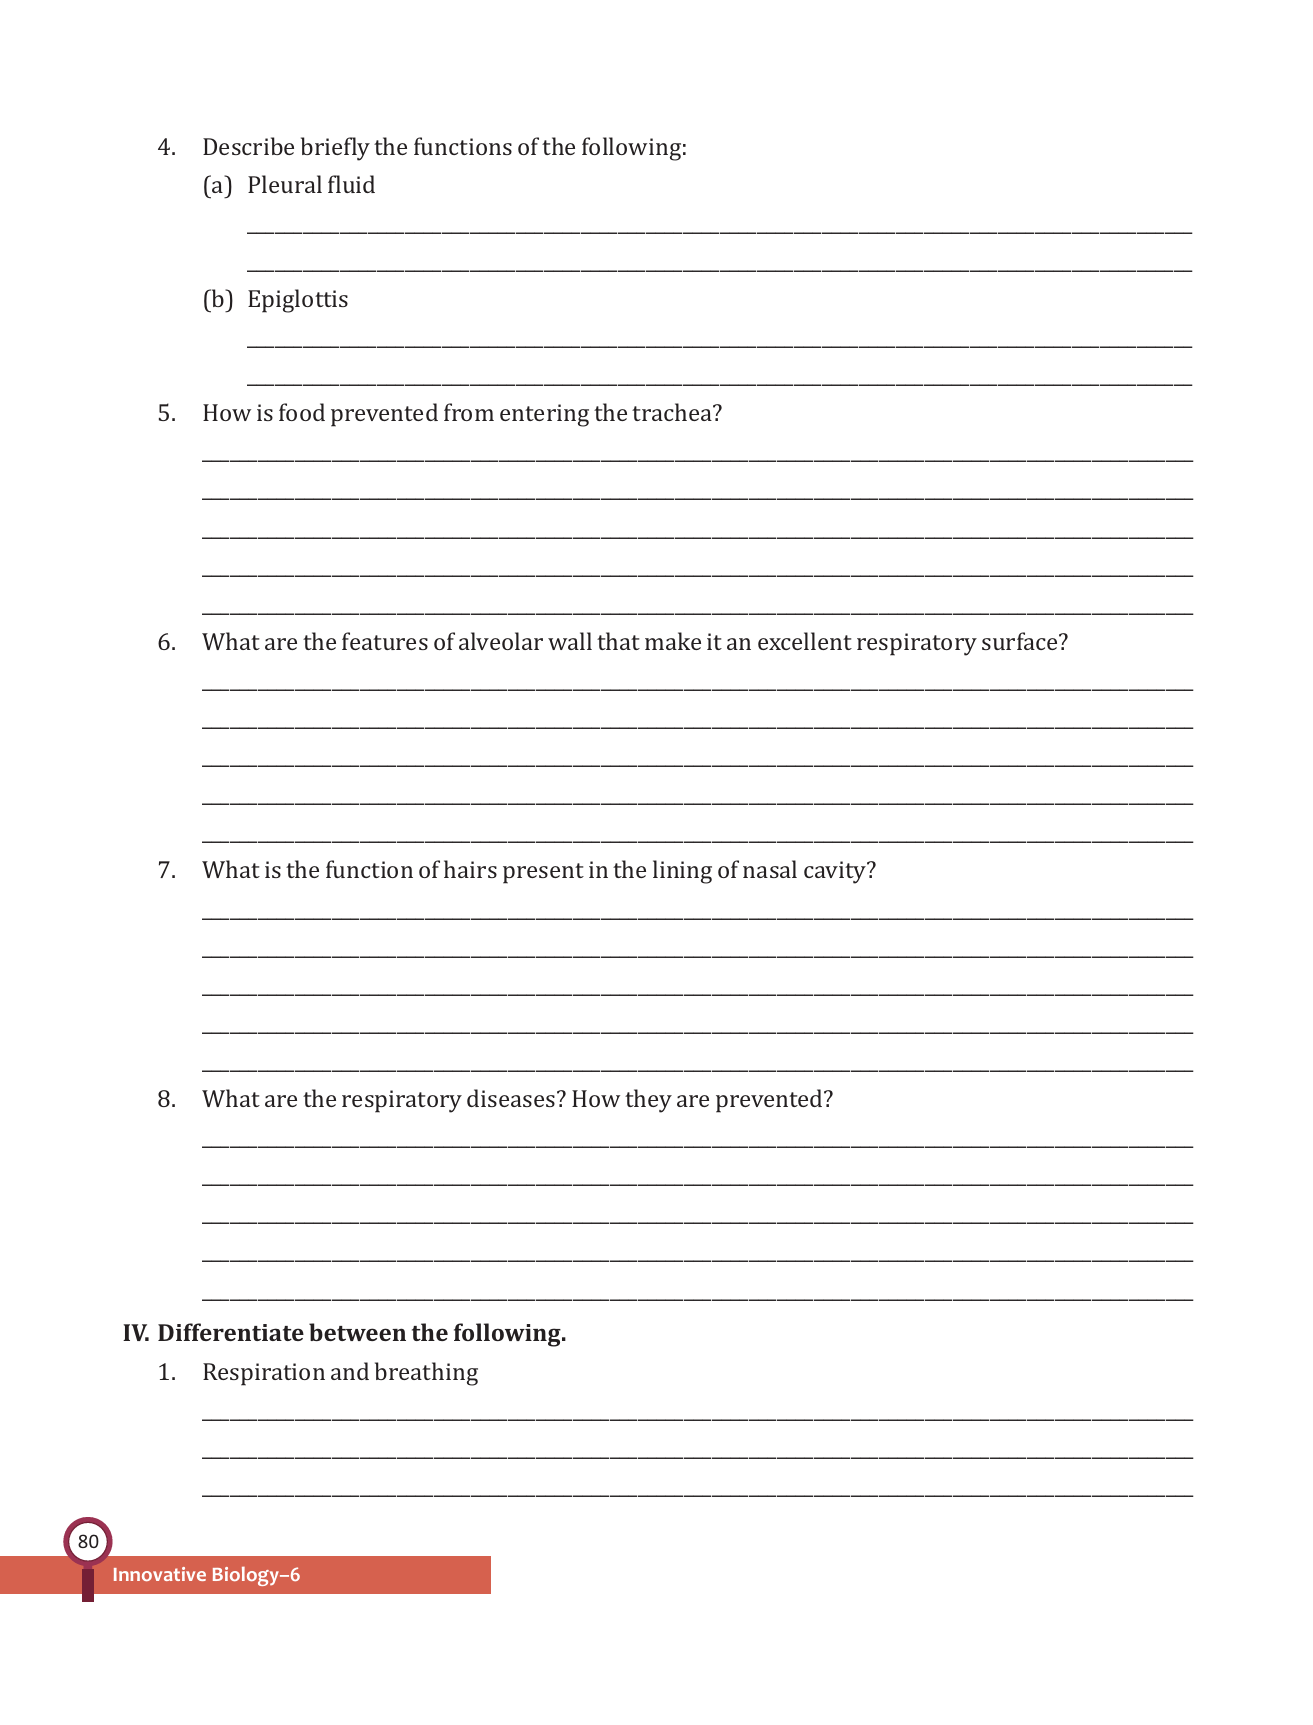 4. Describe briefly the functions of the following:
(a) Pleural fluid
(b) Epiglottis
5. How is food prevented from entering the trachea?
6. What are the features of alveolar wall that make it an excellent respiratory surface?
7. What is the function of hairs present in the lining of nasal cavity?
8. What are the respiratory diseases? How they are prevented?
IV. Differentiate between the following.
1. Respiration and breathing
80
Innovative Biology–6